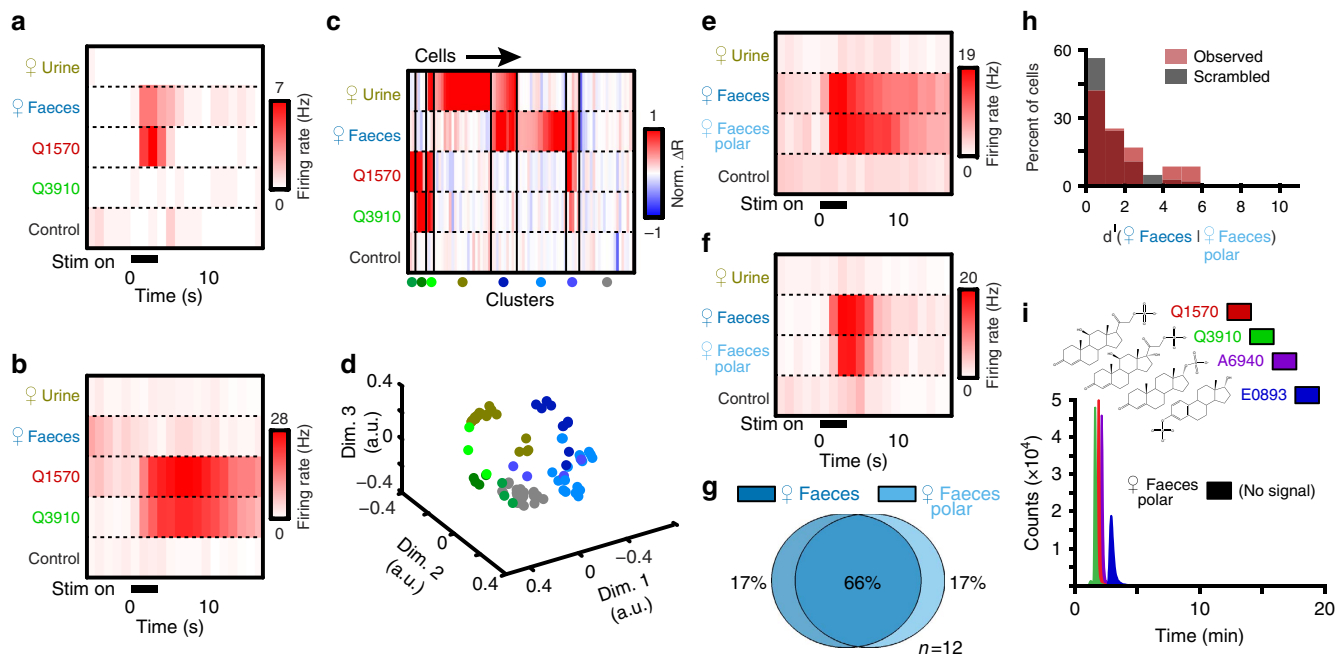 a
♀ Urine
♀ Faeces
Q1570
Q3910
Control
Stim on
0
10
Time (s)
7
0
Firing rate (Hz)
b
♀ Urine
♀ Faeces
Q1570
Q3910
Control
Stim on
0
10
Time (s)
28
0
Firing rate (Hz)
c
Cells
♀ Urine
♀ Faeces
Q1570
Q3910
Control
Clusters
1
−1
Norm. ΔR
d
0.4
0
−0.4
Dim. 3
(a.u.)
−0.4
0
0.4
Dim. 2
(a.u.)
0.4
0
−0.4
Dim. 1
(a.u.)
e
♀ Urine
♀ Faeces
♀ Faeces
polar
Control
Stim on
0
10
19
0
Firing rate (Hz)
f
♀ Urine
♀ Faeces
♀ Faeces
polar
Control
Stim on
0
10
Time (s)
20
0
Firing rate (Hz)
g
♀ Faeces
♀ Faeces
polar
17%
66%
17%
n=12
h
60
30
0
Percent of cells
Observed
Scrambled
0 2 4 6 8 10
d'(♀ Faeces | ♀ Faeces)
polar
i
Q1570
Q3910
A6940
E0893
5
4
3
2
1
Counts (×10⁴)
♀ Faeces
polar
(No signal)
0 10 20
Time (min)